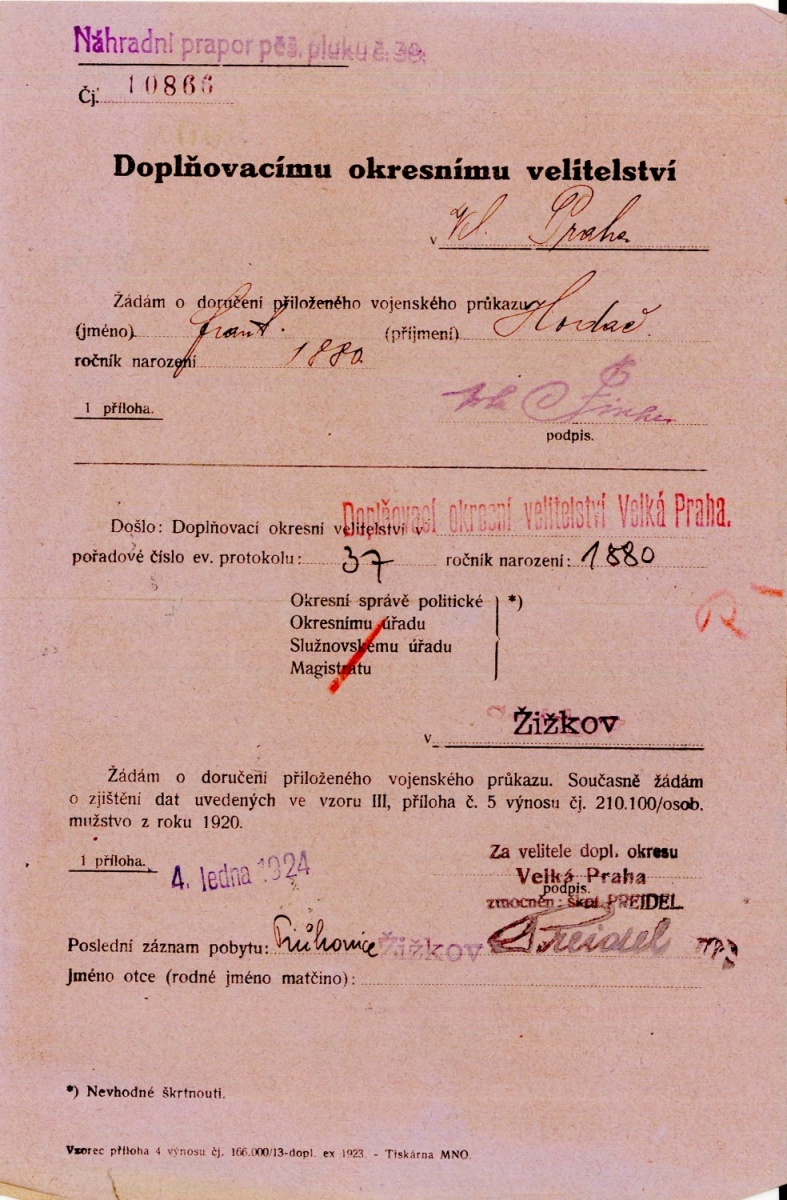 Náhradní prapor pěš. pluku č. 30.
Čj. 10866
Doplňovacímu okresnímu velitelství
v Vel. Praha
Žádám o doručení přiloženého vojenského průkazu
(jméno) Frant. (příjmení) Hordač.
ročník narození 1880.
1 příloha.
podpis.
Došlo: Doplňovací okresní velitelství v Doplňovací okresní velitelství Velká Praha.
pořadové číslo ev. protokolu: 37 ročník narození: 1880
Okresní správě politické *)
Okresnímu úřadu
Služnovskému úřadu
Magistrátu
v Žižkov
Žádám o doručení přiloženého vojenského průkazu. Současně žádám
o zjištění dat uvedených ve vzoru III, příloha č. 5 výnosu čj. 210.100/osob.
mužstvo z roku 1920.
1 příloha.
4. ledna 1924
Za velitele dopl. okresu
Velká Praha
podpis.
zmocněn: škpt. PREIDEL.
Preidel
Poslední záznam pobytu: Žižkov
Jméno otce (rodné jméno matčino):
*) Nevhodné škrtnouti.
Vzorec příloha 4 výnosu čj. 166.000/13-dopl. ex 1923. - Tiskárna MNO.